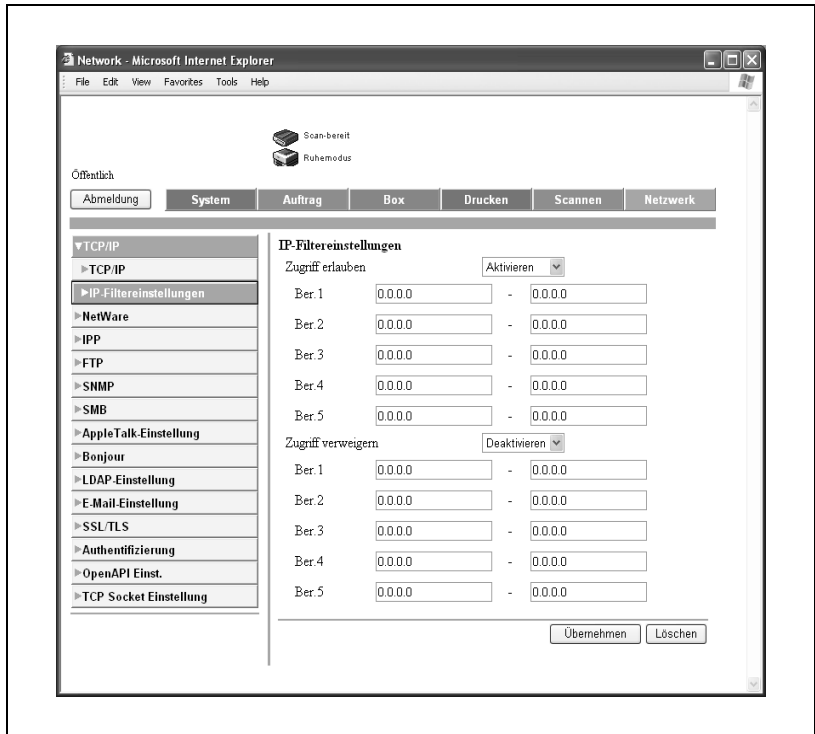 Network - Microsoft Internet Explorer
File Edit View Favorites Tools Help
Scan-bereit
Ruhemodus
Öffentlich
Abmeldung System Auftrag Box Drucken Scannen Netzwerk
▼TCP/IP
▶TCP/IP
▶IP-Filtereinstellungen
▶NetWare
▶IPP
▶FTP
▶SNMP
▶SMB
▶AppleTalk-Einstellung
▶Bonjour
▶LDAP-Einstellung
▶E-Mail-Einstellung
▶SSL/TLS
▶Authentifizierung
▶OpenAPI Einst.
▶TCP Socket Einstellung
IP-Filtereinstellungen
Zugriff erlauben Aktivieren
Ber.1 0.0.0.0 - 0.0.0.0
Ber.2 0.0.0.0 - 0.0.0.0
Ber.3 0.0.0.0 - 0.0.0.0
Ber.4 0.0.0.0 - 0.0.0.0
Ber.5 0.0.0.0 - 0.0.0.0
Zugriff verweigern Deaktivieren
Ber.1 0.0.0.0 - 0.0.0.0
Ber.2 0.0.0.0 - 0.0.0.0
Ber.3 0.0.0.0 - 0.0.0.0
Ber.4 0.0.0.0 - 0.0.0.0
Ber.5 0.0.0.0 - 0.0.0.0
Übernehmen Löschen